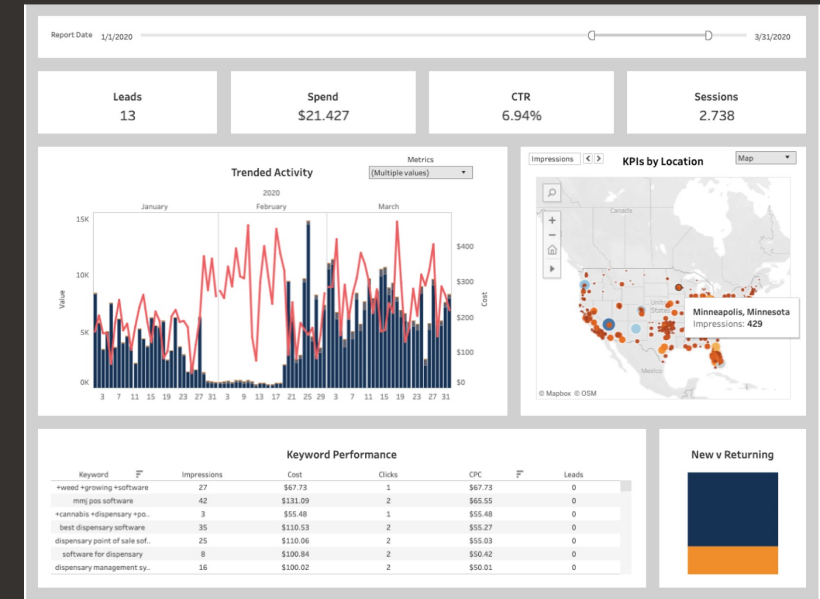 Report Date 1/1/2020 3/31/2020
Leads Spend CTR Sessions
13 $21.427 6.94% 2.738
Trended Activity
Metrics
(Multiple values)
2020
January February March
15K
10K
5K
0K
Value
$400
$300
$200
$100
$0
Cost
3 7 11 15 19 23 27 31 3 9 13 17 21 25 29 3 7 11 15 19 23 27 31
Impressions
KPIs by Location
Map
Canada
United
States
Mexico
Minneapolis, Minnesota
Impressions: 429
© Mapbox © OSM
Keyword Performance
Keyword Impressions Cost Clicks CPC Leads
+weed +growing +software 27 $67.73 1 $67.73 0
mmj pos software 42 $131.09 2 $65.55 0
+cannabis +dispensary +po.. 3 $55.48 1 $55.48 0
best dispensary software 35 $110.53 2 $55.27 0
dispensary point of sale sof.. 25 $110.06 2 $55.03 0
software for dispensary 8 $100.84 2 $50.42 0
dispensary management sy.. 16 $100.02 2 $50.01 0
New v Returning